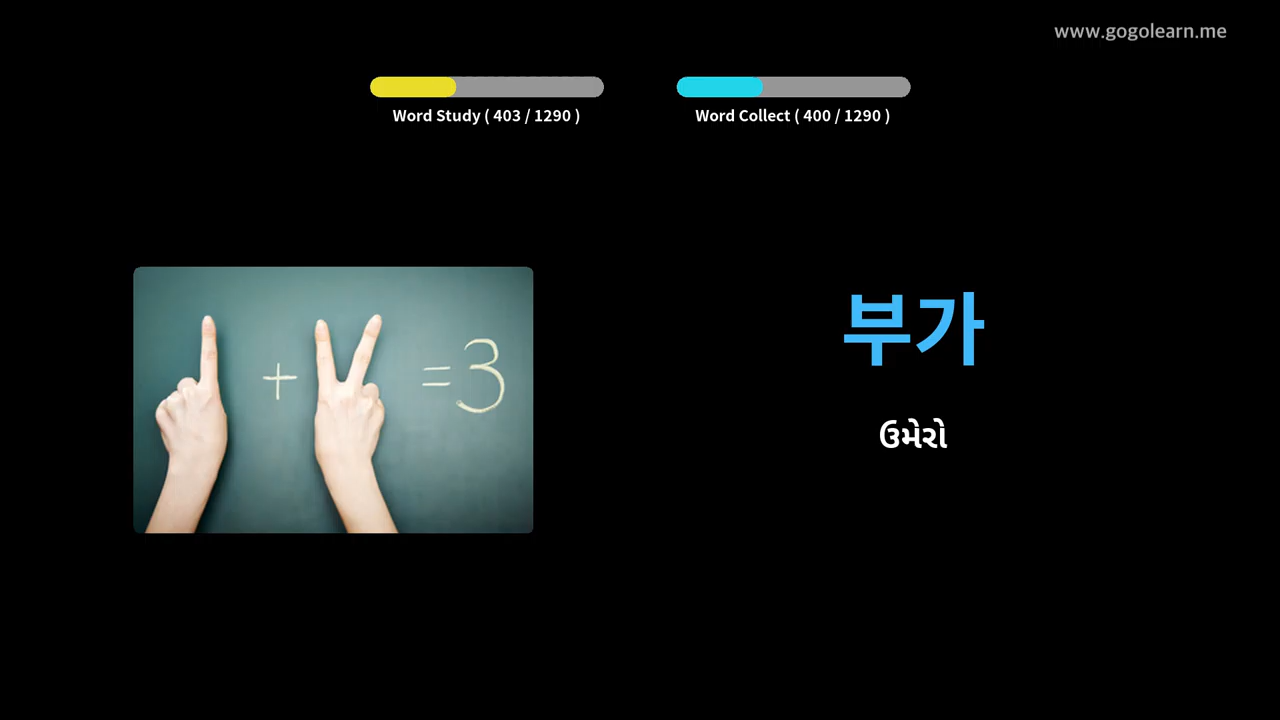 www.gogolearn.me
Word Study ( 403 / 1290 )
Word Collect ( 400 / 1290 )
+ = 3
부가
ઉમેરો